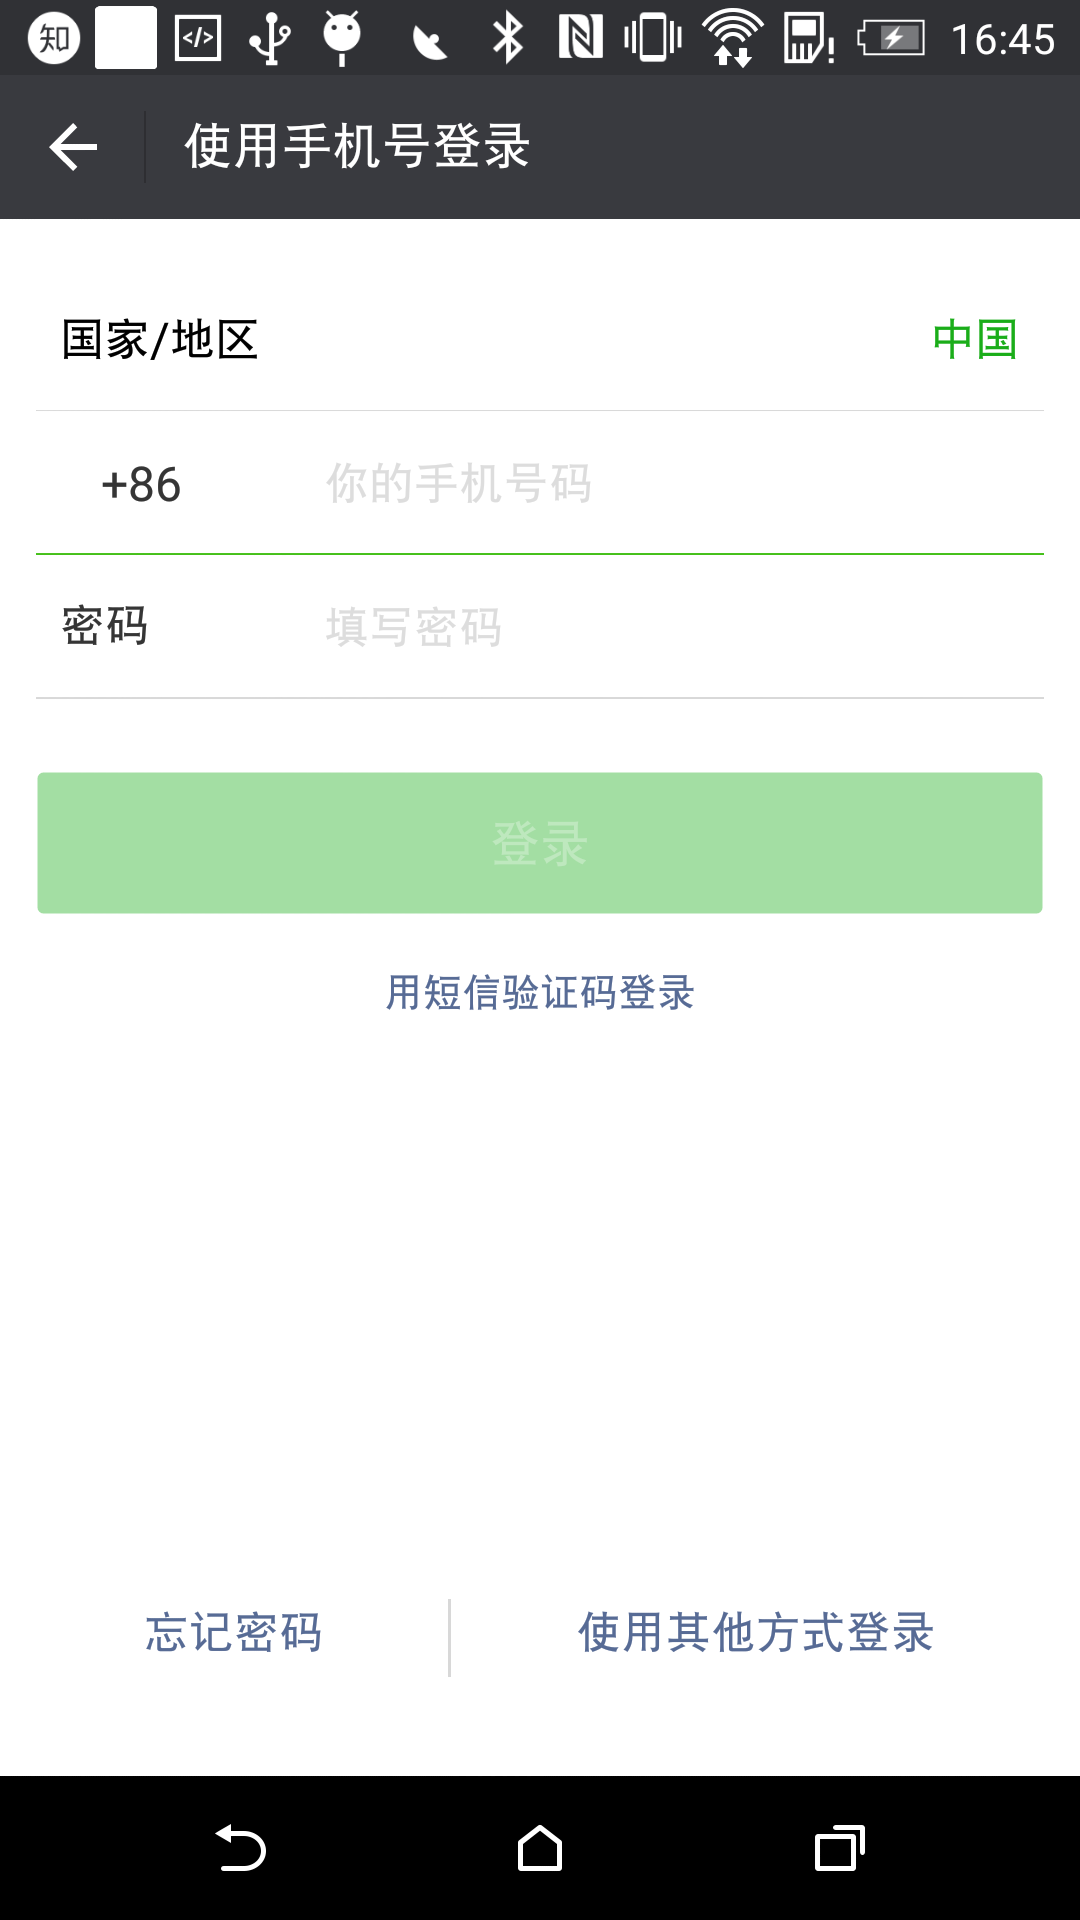 知 </> 16:45
使用手机号登录
国家/地区 中国
+86 你的手机号码
密码 填写密码
登录
用短信验证码登录
忘记密码 使用其他方式登录